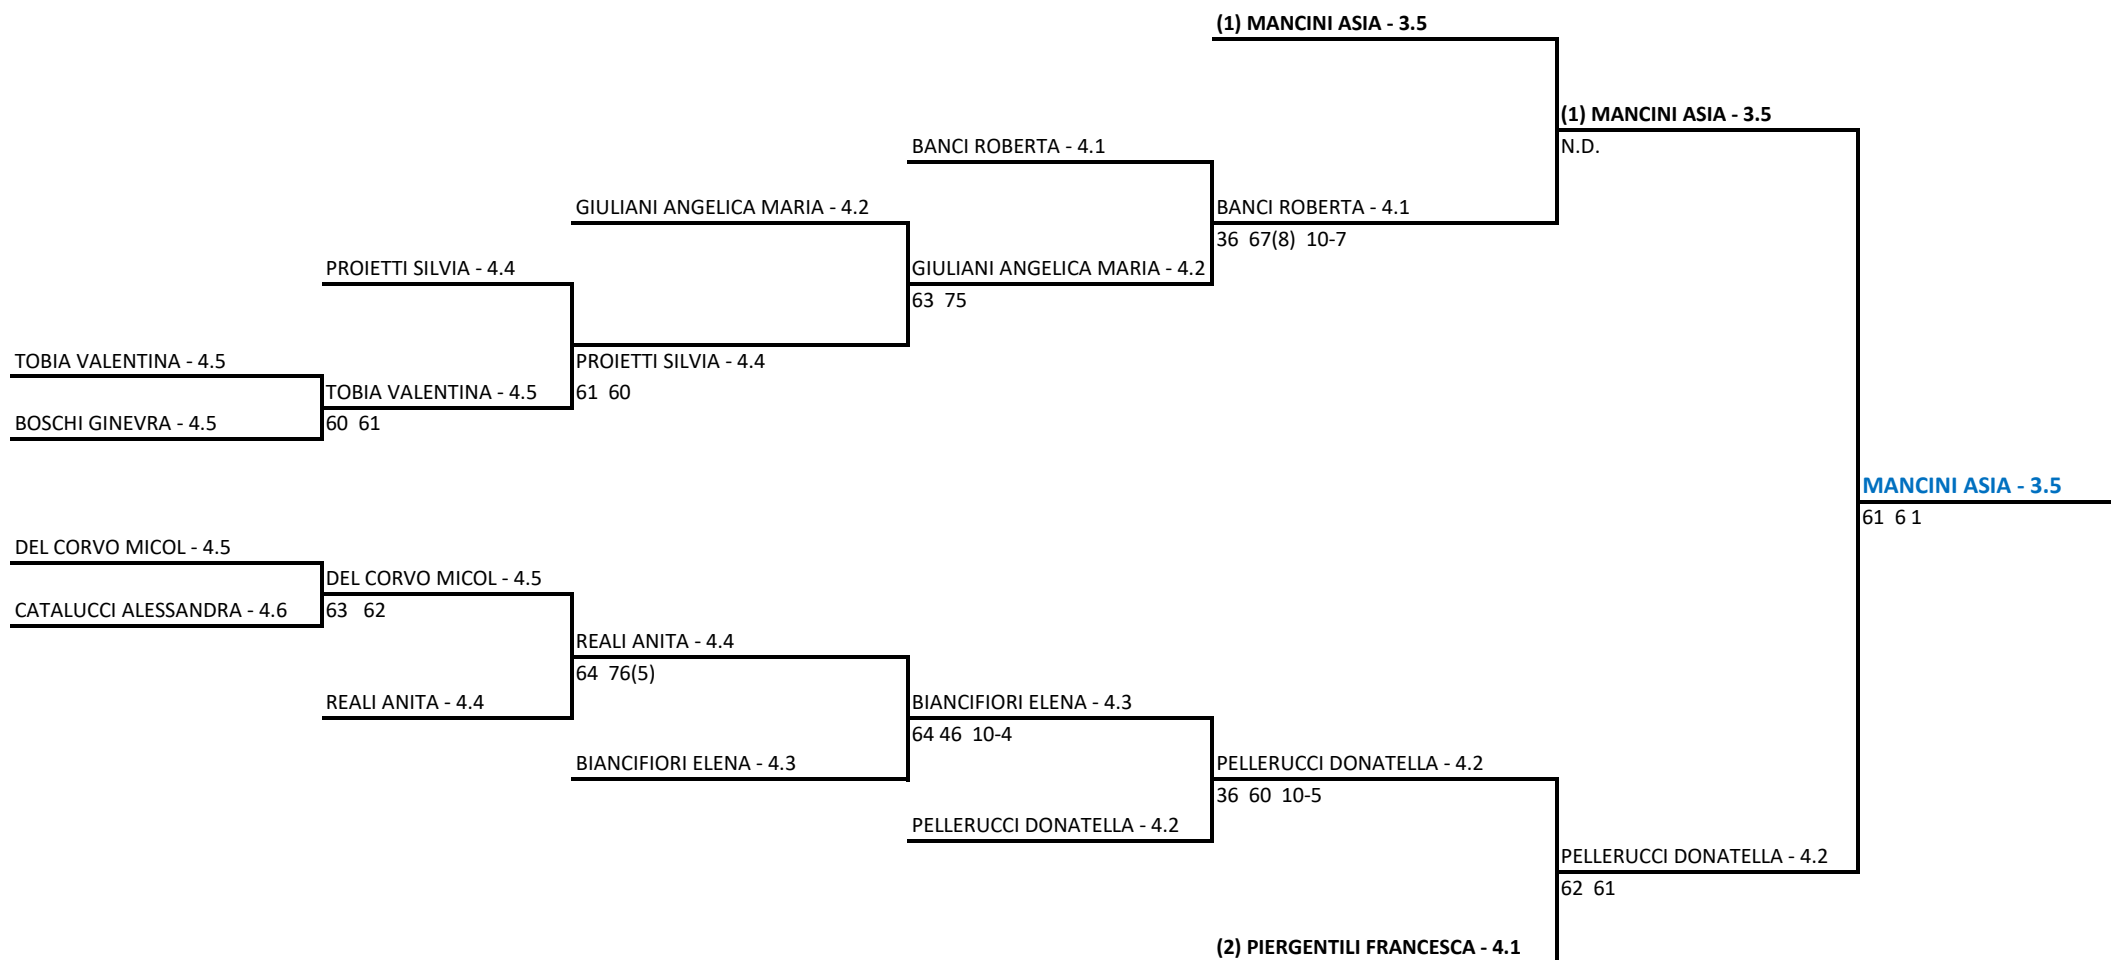 (1) MANCINI ASIA - 3.5
(1) MANCINI ASIA - 3.5
BANCI ROBERTA - 4.1
N.D.
GIULIANI ANGELICA MARIA - 4.2
BANCI ROBERTA - 4.1
36 67(8) 10-7
PROIETTI SILVIA - 4.4
GIULIANI ANGELICA MARIA - 4.2
63 75
TOBIA VALENTINA - 4.5
PROIETTI SILVIA - 4.4
TOBIA VALENTINA - 4.5
61 60
BOSCHI GINEVRA - 4.5
60 61
MANCINI ASIA - 3.5
61 6 1
DEL CORVO MICOL - 4.5
DEL CORVO MICOL - 4.5
CATALUCCI ALESSANDRA - 4.6
63 62
REALI ANITA - 4.4
64 76(5)
REALI ANITA - 4.4
BIANCIFIORI ELENA - 4.3
64 46 10-4
BIANCIFIORI ELENA - 4.3
PELLERUCCI DONATELLA - 4.2
36 60 10-5
PELLERUCCI DONATELLA - 4.2
PELLERUCCI DONATELLA - 4.2
62 61
(2) PIERGENTILI FRANCESCA - 4.1